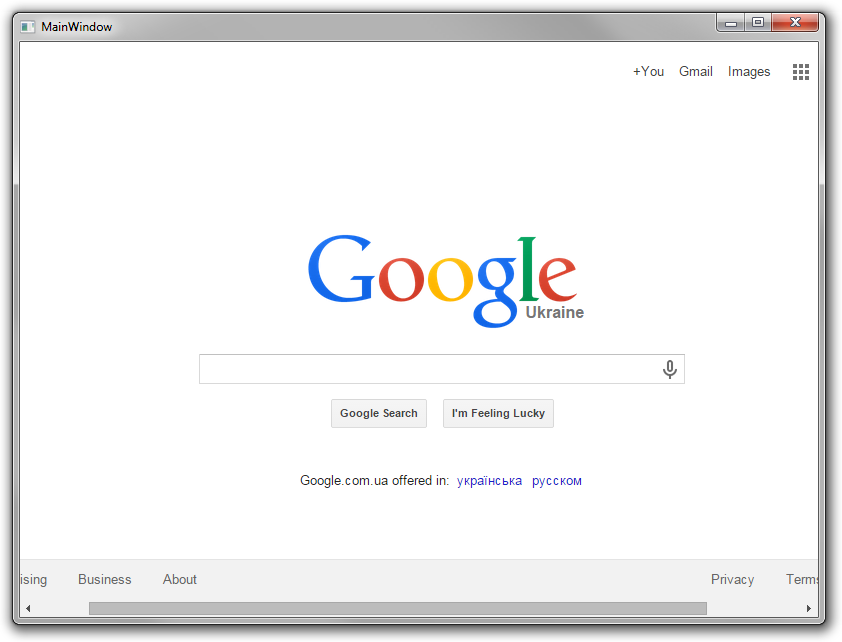 MainWindow
+You Gmail Images
Google
Ukraine
Google Search I'm Feeling Lucky
Google.com.ua offered in: українська русском
ising Business About Privacy Terms